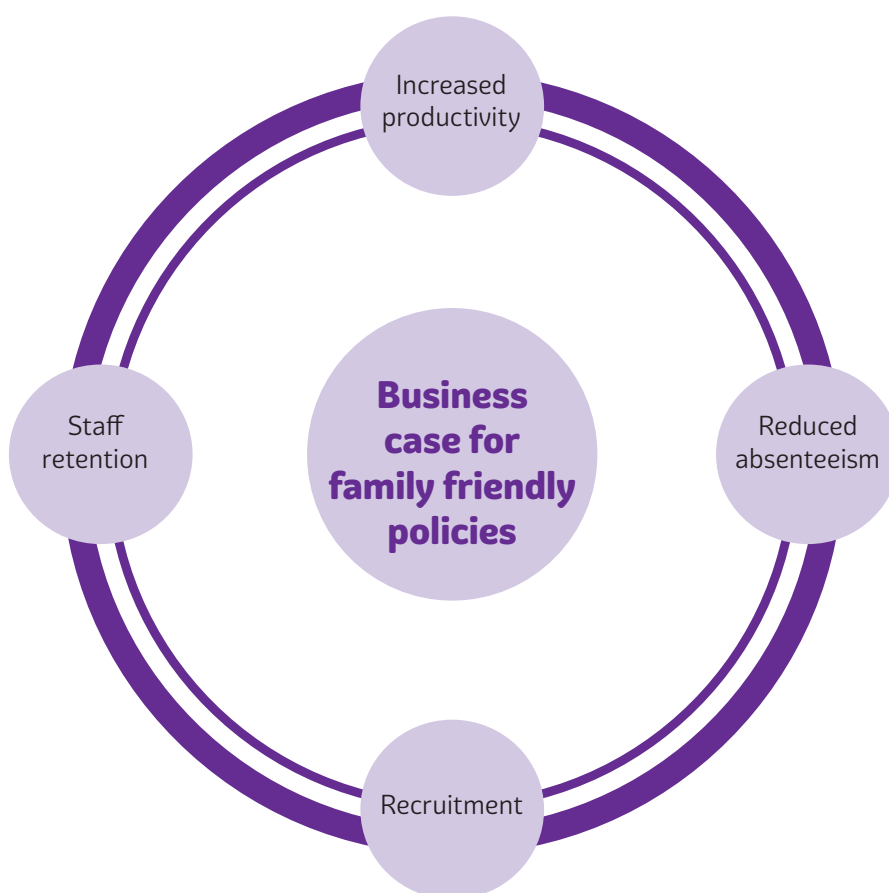 Increased
productivity
Staff
retention
Business
case for
family friendly
policies
Reduced
absenteeism
Recruitment